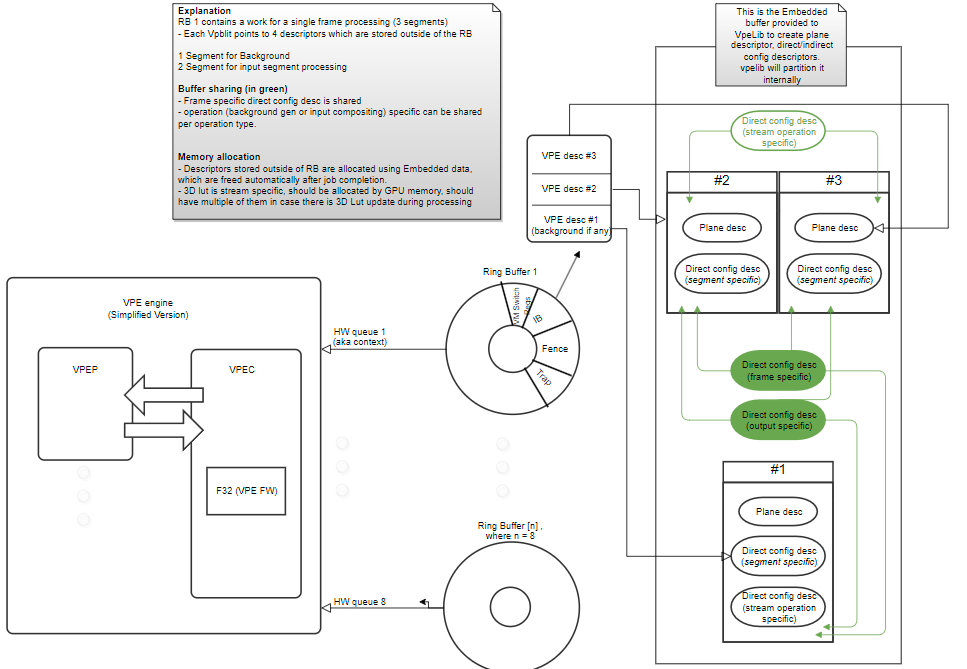 Explanation
RB 1 contains a work for a single frame processing (3 segments)
- Each Vpblit points to 4 descriptors which are stored outside of the RB
1 Segment for Background
2 Segment for input segment processing
Buffer sharing (in green)
- Frame specific direct config desc is shared
- operation (background gen or input compositing) specific can be shared
per operation type.
Memory allocation
- Descriptors stored outside of RB are allocated using Embedded data,
which are freed automatically after job completion.
- 3D lut is stream specific, should be allocated by GPU memory, should
have multiple of them in case there is 3D Lut update during processing
This is the Embedded
buffer provided to
VpeLib to create plane
descriptor, direct/indirect
config descriptors.
vpelib will partition it
internally
Direct config desc
(stream operation
specific)
VPE desc #3
VPE desc #2
VPE desc #1
(background if any)
#2
#3
Plane desc
Plane desc
Direct config desc
(segment specific)
Direct config desc
(segment specific)
Ring Buffer 1
VM Switch
Regs
IB
Fence
Trap
VPE engine
(Simplified Version)
HW queue 1
(aka context)
VPEP
VPEC
F32 (VPE FW)
Direct config desc
(frame specific)
Direct config desc
(output specific)
#1
Plane desc
Direct config desc
(segment specific)
Direct config desc
(stream operation
specific)
Ring Buffer [n] ,
where n = 8
HW queue 8